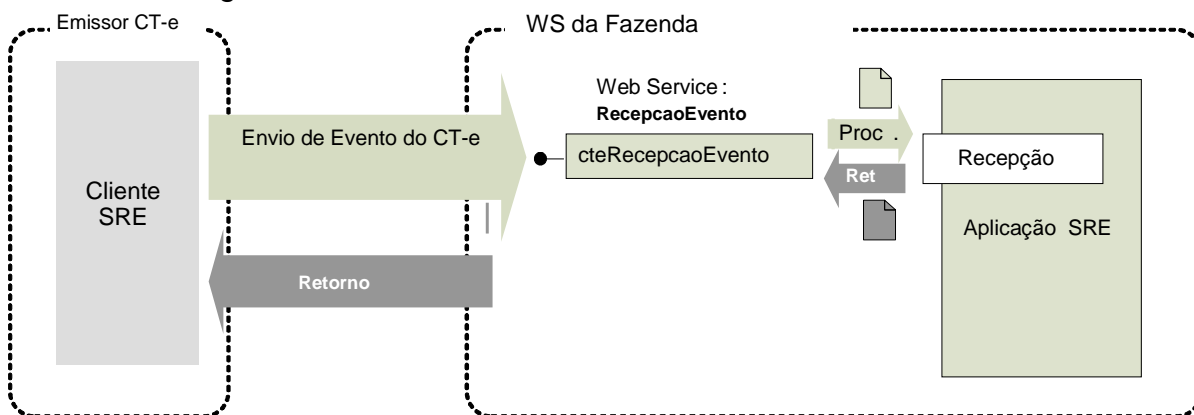 Emissor CT-e
WS da Fazenda
Cliente
SRE
Envio de Evento do CT-e
Retorno
Web Service :
RecepcaoEvento
cteRecepcaoEvento
Proc .
Ret
Recepção
Aplicação SRE